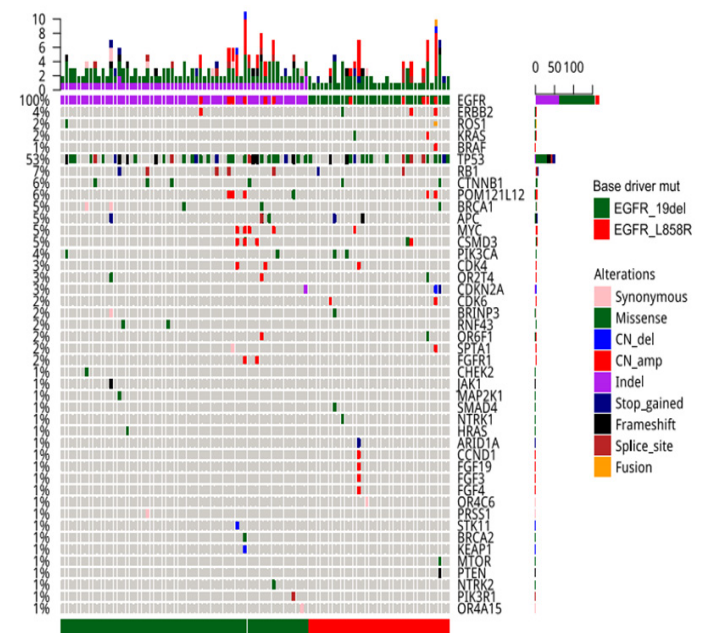 10
8
6
4
2
0
0 50 100
100% EGFR
4% ERBB2
2% ROS1
2% KRAS
1% BRAF
53% TP53
7% RB1
6% CTNNB1
6% POM121L12
5% BRCA1
5% APC
5% MYC
5% CSMD3
4% PIK3CA
3% CDK4
3% OR2T4
3% CDKN2A
2% CDK6
2% BRINP3
2% RNF43
2% OR6F1
2% SPTA1
2% FGFR1
1% CHEK2
1% JAK1
1% MAP2K1
1% SMAD4
1% NTRK1
1% HRAS
1% ARID1A
1% CCND1
1% FGF19
1% FGF3
1% FGF4
1% OR4C6
1% PRSS1
1% STK11
1% BRCA2
1% KEAP1
1% MTOR
1% PTEN
1% NTRK2
1% PIK3R1
1% OR4A15
Base driver mut
EGFR_19del
EGFR_L858R
Alterations
Synonymous
Missense
CN_del
CN_amp
Indel
Stop_gained
Frameshift
Splice_site
Fusion